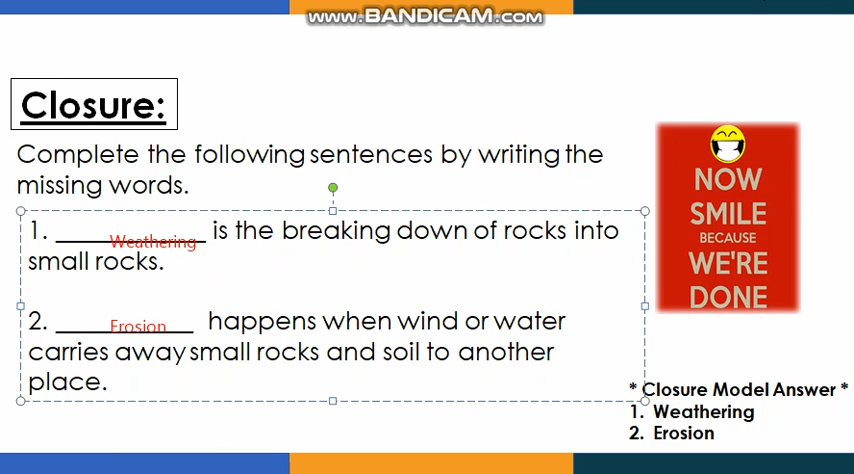 www.BANDICAM.com
Closure:
Complete the following sentences by writing the
missing words.
1. Weathering is the breaking down of rocks into
small rocks.
2. Erosion happens when wind or water
carries away small rocks and soil to another
place.
NOW
SMILE
BECAUSE
WE'RE
DONE
* Closure Model Answer *
1. Weathering
2. Erosion